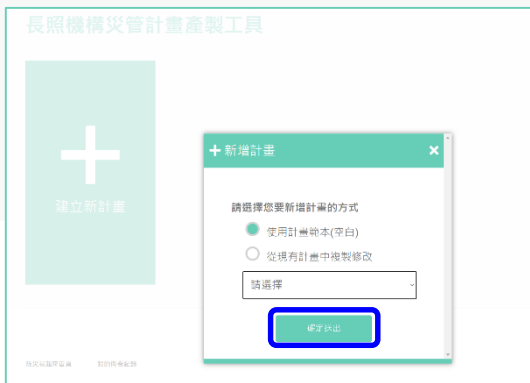 長照機構災管計畫產製工具
建立新計畫
新增計畫
請選擇您要新增計畫的方式
使用計畫範本(空白)
從現有計畫中複製修改
請選擇
確定送出